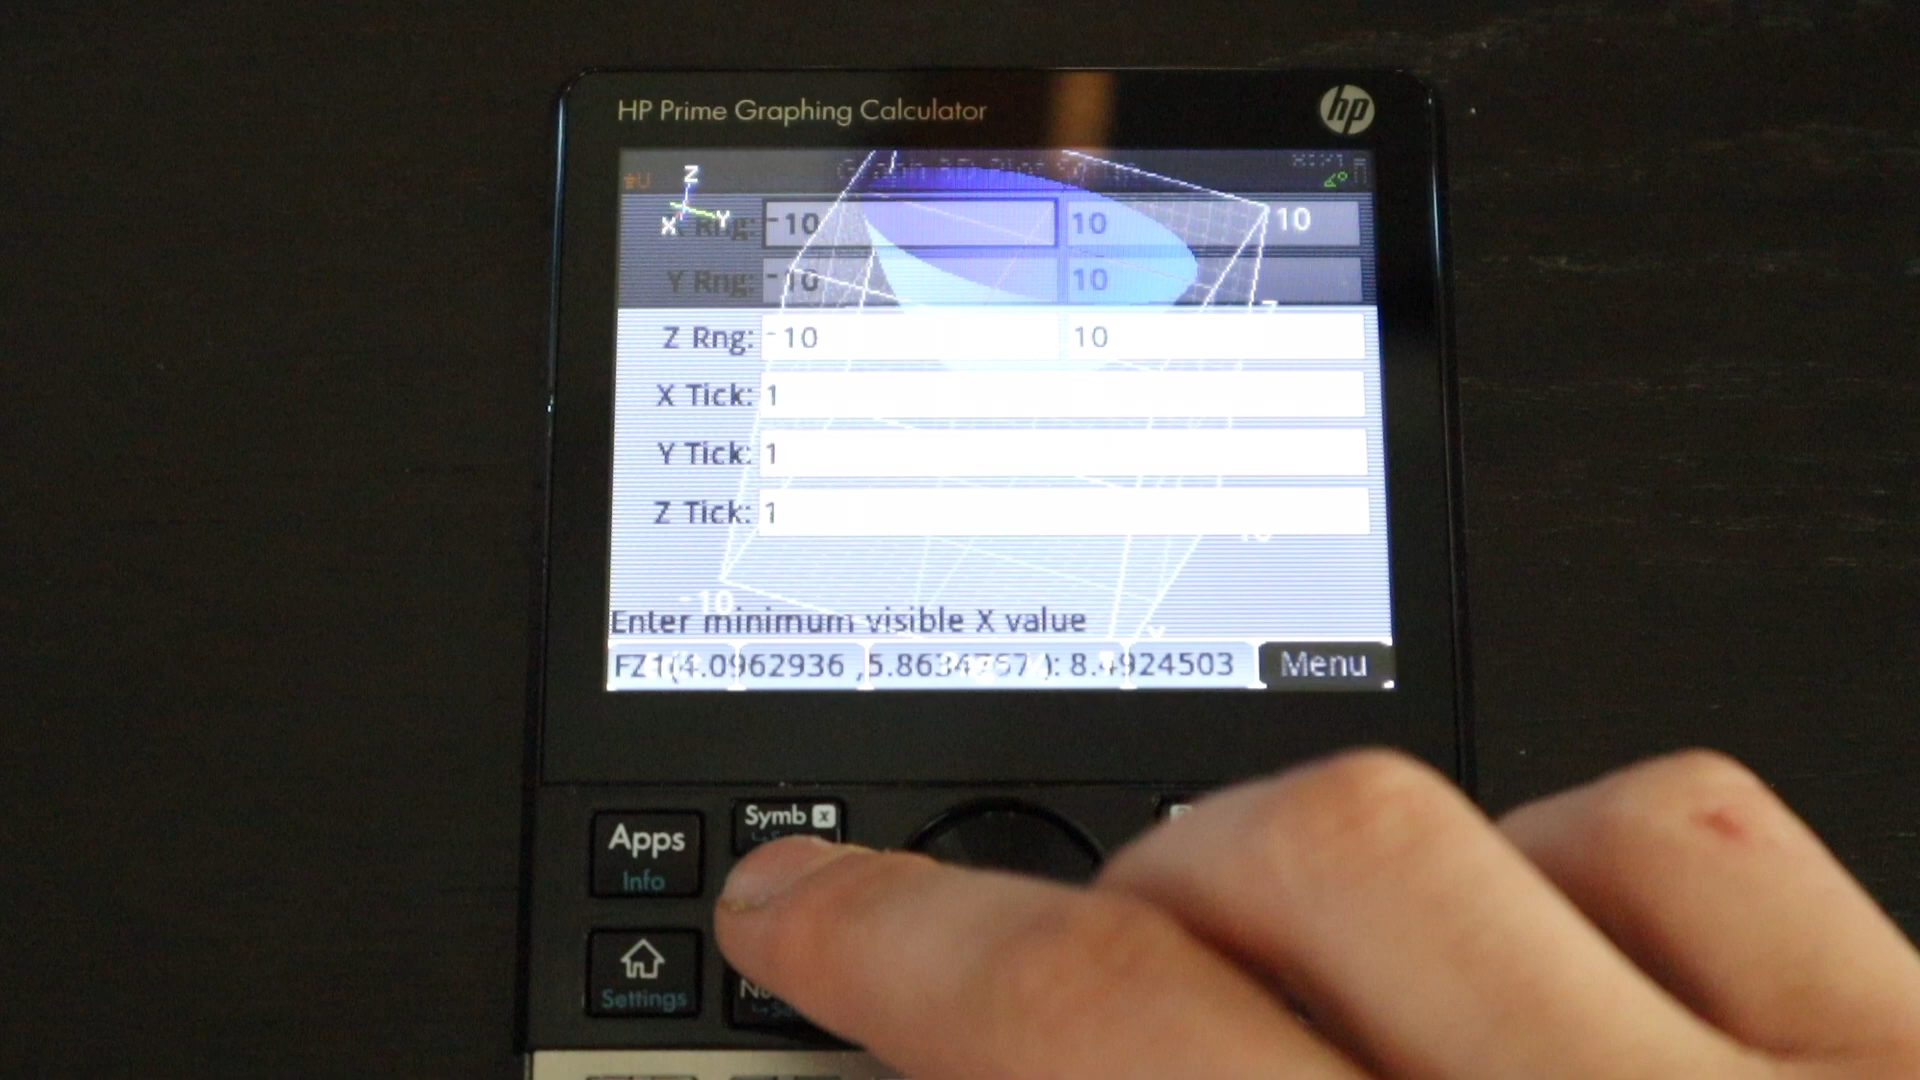 HP Prime Graphing Calculator
hp
Z
X
Y
Rng: -10 10
10
Y Rng: -10 10
Z Rng: -10 10
X Tick: 1
Y Tick: 1
Z Tick: 1
-10
Enter minimum visible X value
FZ1(4.0962936 ,
): 8.4924503
Menu
Symb x
Apps
Info
Settings